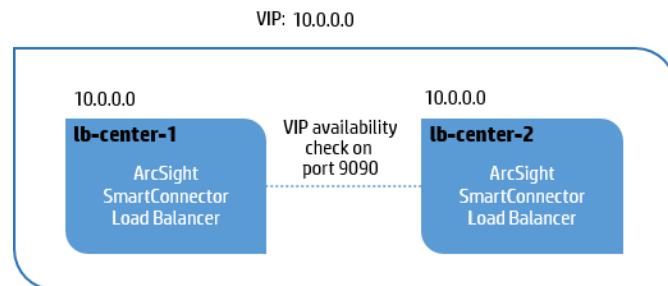 VIP: 10.0.0.0
10.0.0.0
lb-center-1
ArcSight
SmartConnector
Load Balancer
VIP availability
check on
port 9090
10.0.0.0
lb-center-2
ArcSight
SmartConnector
Load Balancer